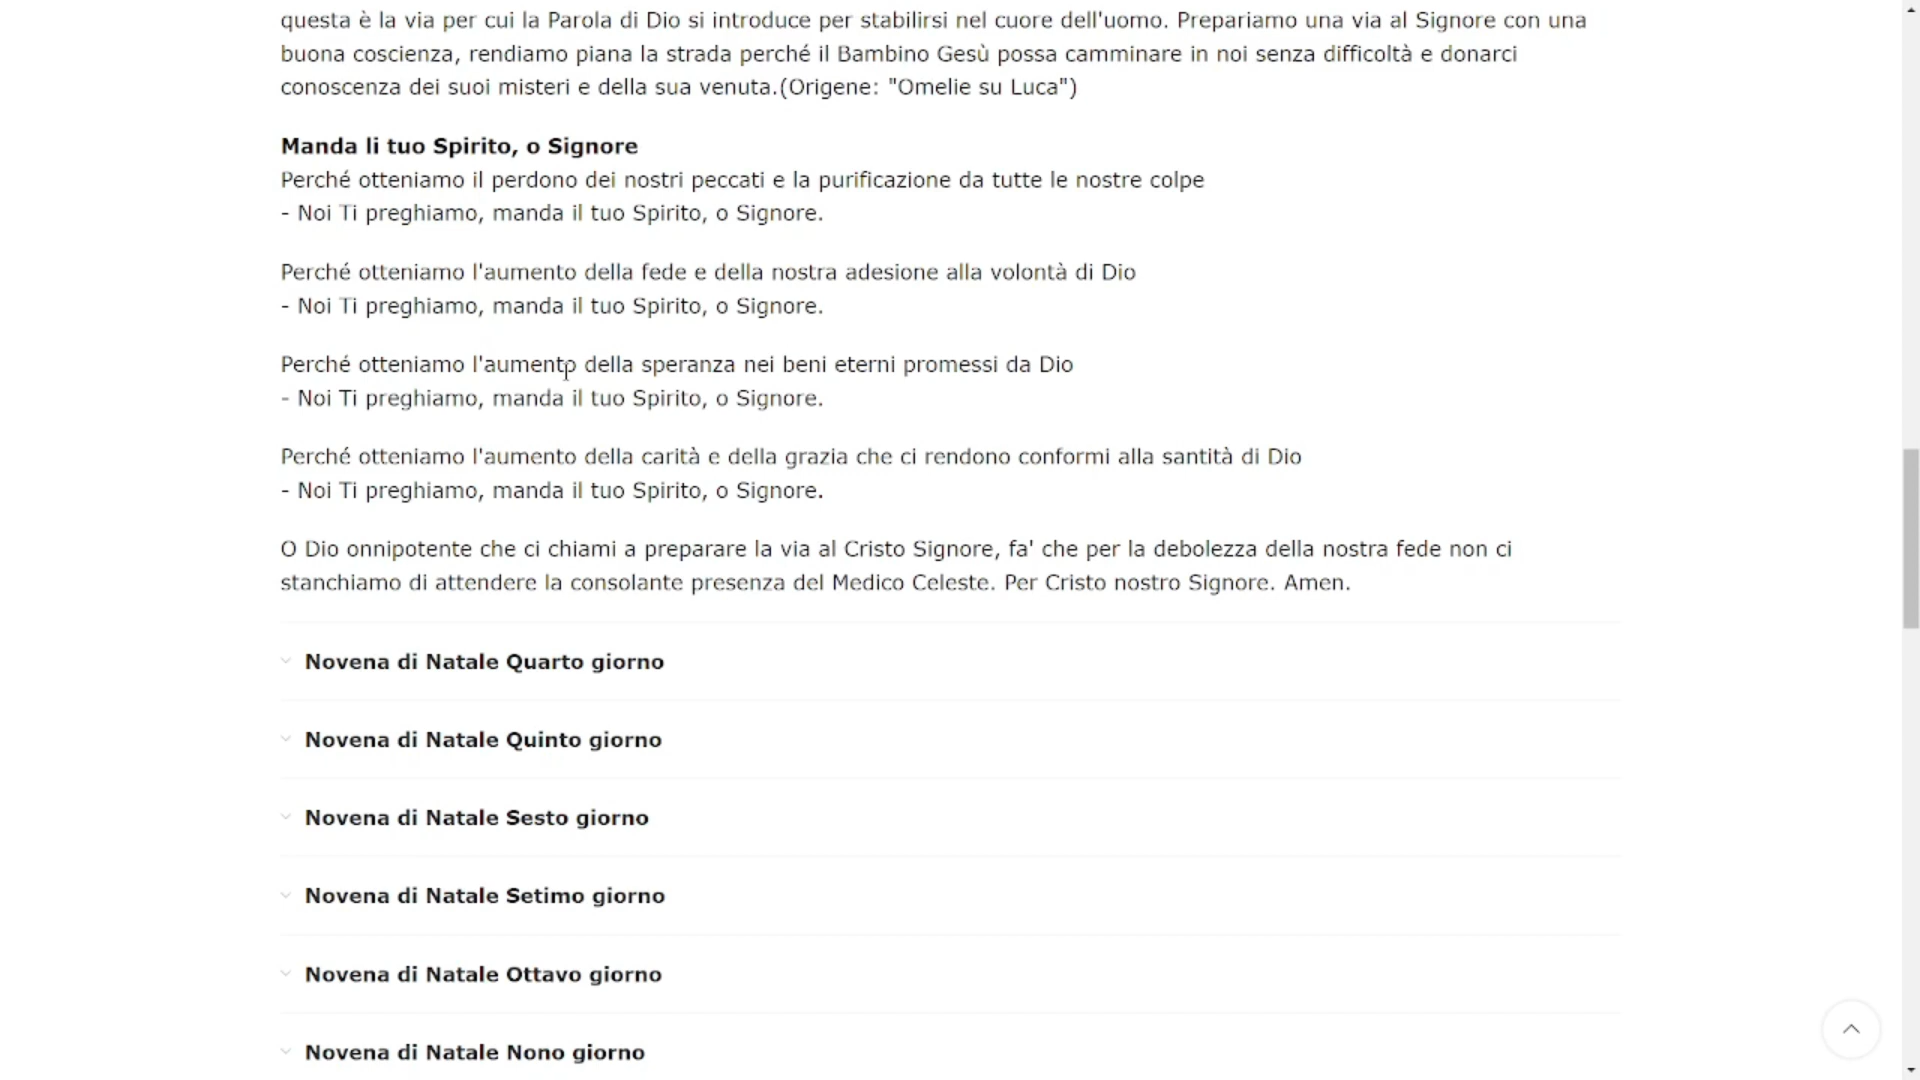 questa è la via per cui la Parola di Dio si introduce per stabilirsi nel cuore dell'uomo. Prepariamo una via al Signore con una
buona coscienza, rendiamo piana la strada perché il Bambino Gesù possa camminare in noi senza difficoltà e donarci
conoscenza dei suoi misteri e della sua venuta.(Origene: "Omelie su Luca")
Manda li tuo Spirito, o Signore
Perché otteniamo il perdono dei nostri peccati e la purificazione da tutte le nostre colpe
- Noi Ti preghiamo, manda il tuo Spirito, o Signore.
Perché otteniamo l'aumento della fede e della nostra adesione alla volontà di Dio
- Noi Ti preghiamo, manda il tuo Spirito, o Signore.
Perché otteniamo l'aumento della speranza nei beni eterni promessi da Dio
- Noi Ti preghiamo, manda il tuo Spirito, o Signore.
Perché otteniamo l'aumento della carità e della grazia che ci rendono conformi alla santità di Dio
- Noi Ti preghiamo, manda il tuo Spirito, o Signore.
O Dio onnipotente che ci chiami a preparare la via al Cristo Signore, fa' che per la debolezza della nostra fede non ci
stanchiamo di attendere la consolante presenza del Medico Celeste. Per Cristo nostro Signore. Amen.
Novena di Natale Quarto giorno
Novena di Natale Quinto giorno
Novena di Natale Sesto giorno
Novena di Natale Setimo giorno
Novena di Natale Ottavo giorno
Novena di Natale Nono giorno